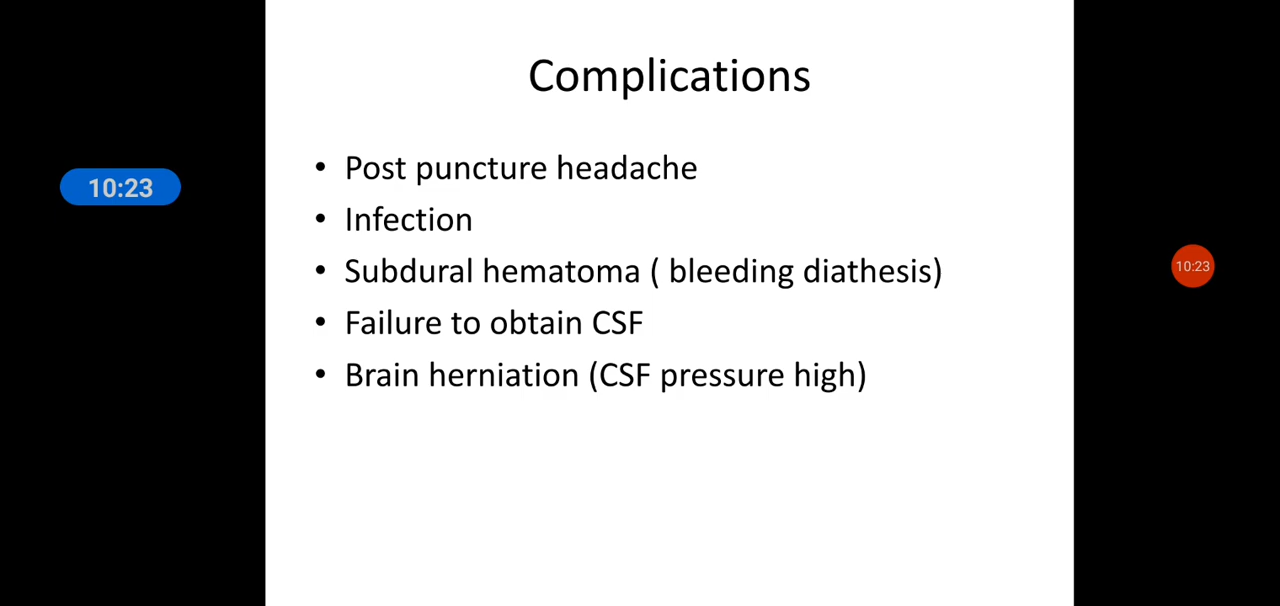 Complications
10:23
• Post puncture headache
• Infection
• Subdural hematoma ( bleeding diathesis)
10:23
• Failure to obtain CSF
• Brain herniation (CSF pressure high)